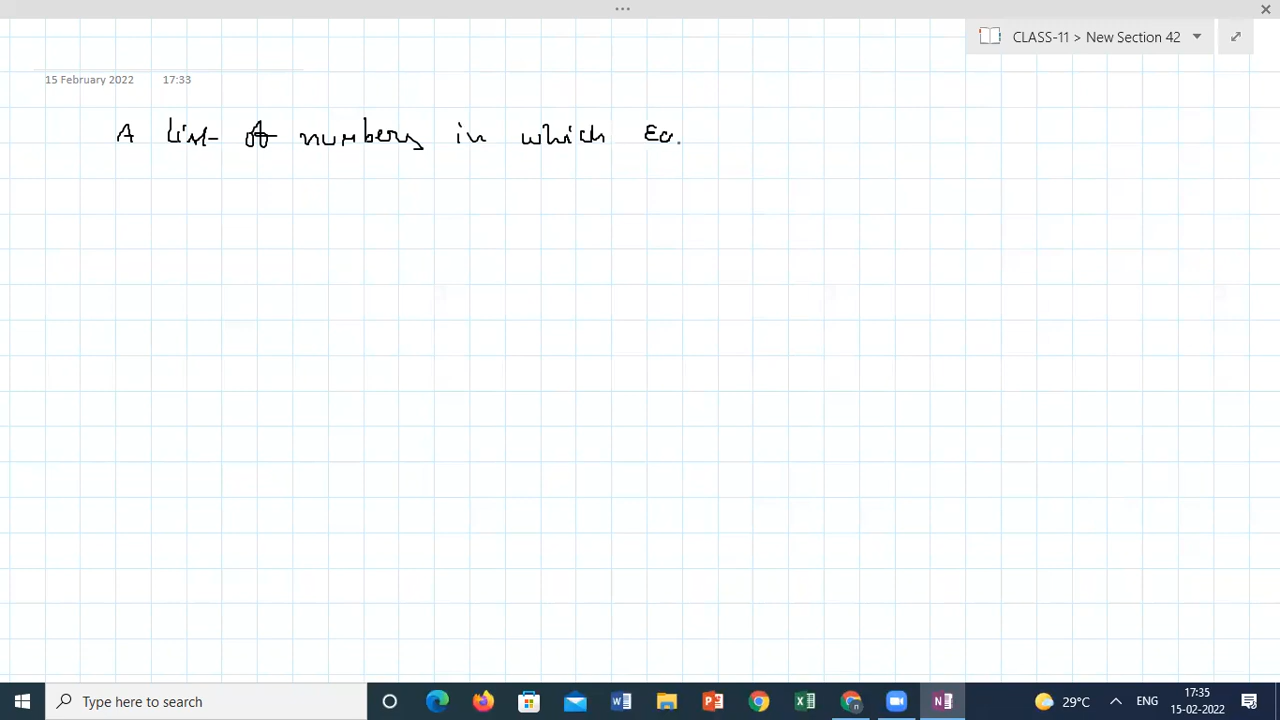 CLASS-11 > New Section 42
15 February 2022 17:33
A list of numbers in which Ea
Type here to search
29°C ENG 17:35
15-02-2022